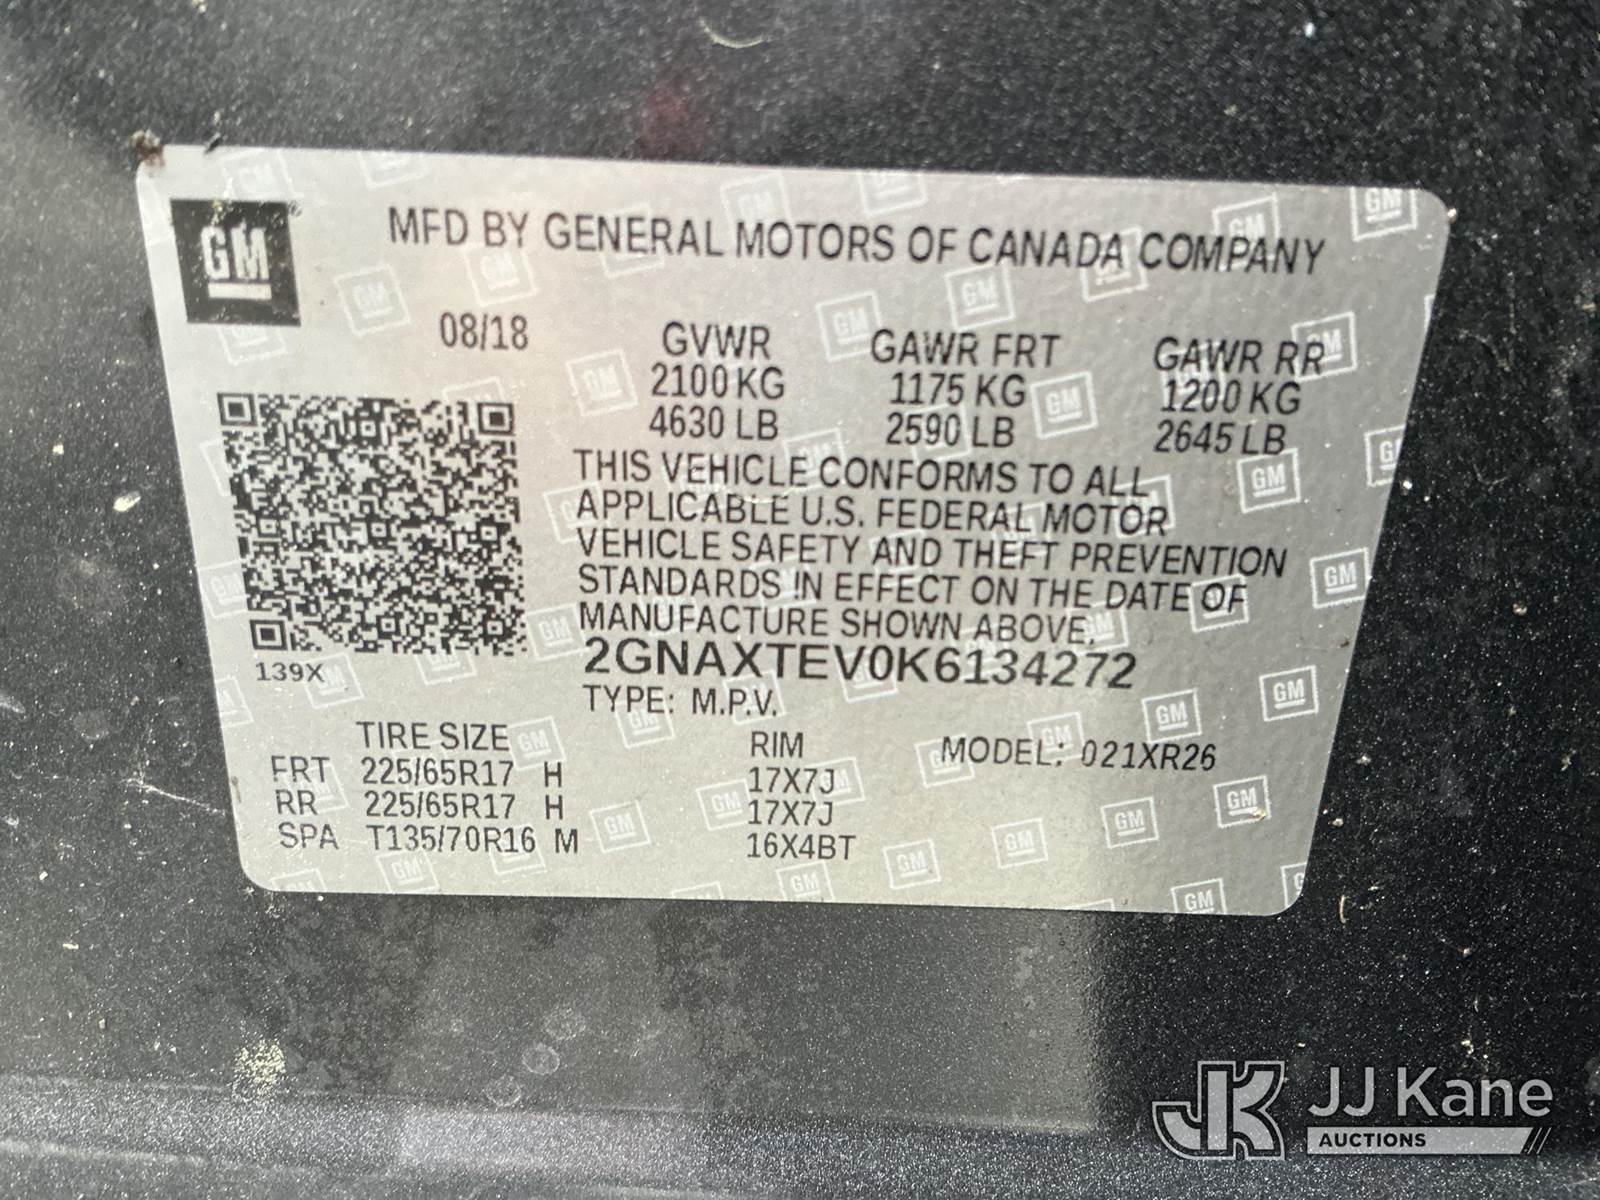 GM
MFD BY GENERAL MOTORS OF CANADA COMPANY
08/18
GVWR GAWR FRT GAWR RR
2100 KG 1175 KG 1200 KG
4630 LB 2590 LB 2645 LB
THIS VEHICLE CONFORMS TO ALL
APPLICABLE U.S. FEDERAL MOTOR
VEHICLE SAFETY AND THEFT PREVENTION
STANDARDS IN EFFECT ON THE DATE OF
MANUFACTURE SHOWN ABOVE.
139X
2GNAXTEV0K6134272
TYPE: M.P.V.
TIRE SIZE RIM MODEL: 021XR26
FRT 225/65R17 H 17X7J
RR 225/65R17 H 17X7J
SPA T135/70R16 M 16X4BT
JK JJ Kane
AUCTIONS